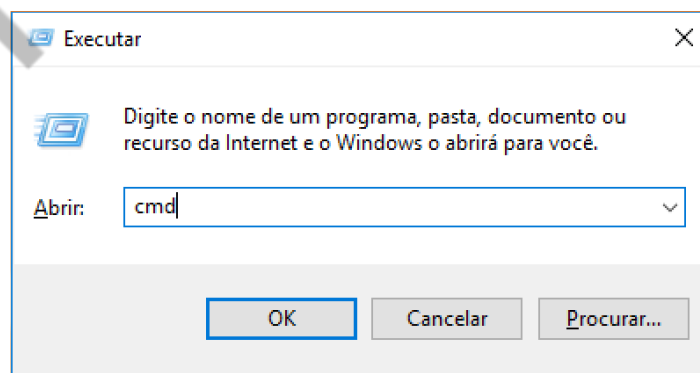 Executar
Digite o nome de um programa, pasta, documento ou
recurso da Internet e o Windows o abrirá para você.
Abrir:
cmd
OK
Cancelar
Procurar...